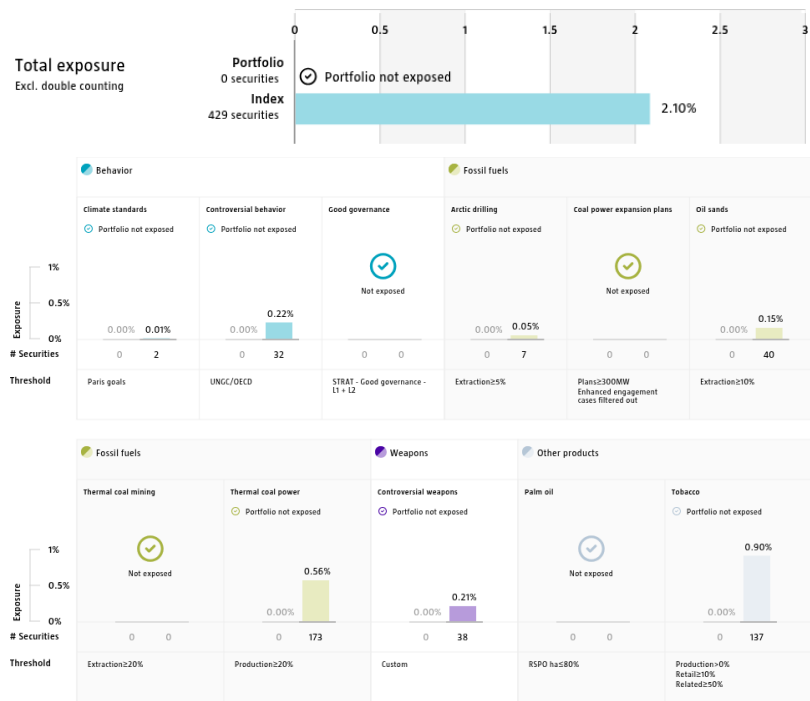 0 0.5 1 1.5 2 2.5 3
Total exposure
Excl. double counting
Portfolio
0 securities
Portfolio not exposed
Index
429 securities
2.10%
Behavior
Fossil fuels
Climate standards Controversial behavior Good governance Arctic drilling Coal power expansion plans Oil sands
Portfolio not exposed Portfolio not exposed Portfolio not exposed Portfolio not exposed
Not exposed Not exposed
Exposure
1%
0.5%
0%
0.00% 0.01% 0.00% 0.22% 0.00% 0.05% 0.00% 0.15%
# Securities 0 2 0 32 0 0 0 7 0 0 0 40
Threshold
Paris goals
UNGC/OECD
STRAT - Good governance -
L1 + L2
Extraction≥5%
Plans≥300MW
Enhanced engagement
cases filtered out
Extraction≥10%
Fossil fuels
Weapons
Other products
Thermal coal mining Thermal coal power Controversial weapons Palm oil Tobacco
Portfolio not exposed Portfolio not exposed Portfolio not exposed
Not exposed Not exposed
Exposure
1%
0.5%
0%
0.00% 0.56% 0.00% 0.21% 0.00% 0.90%
# Securities 0 0 0 173 0 38 0 0 0 137
Threshold
Extraction≥20%
Production≥20%
Custom
RSPO ha≤80%
Production>0%
Retail≥10%
Related≥50%